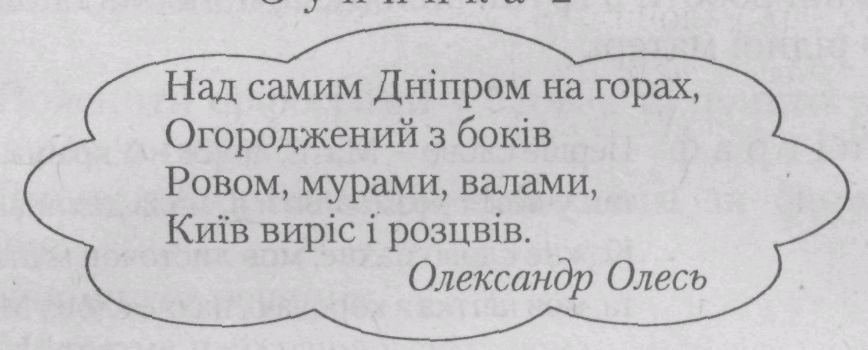 Над самим Дніпром на горах,
Огороджений з боків
Ровом, мурами, валами,
Київ виріс і розцвів.
Олександр Олесь